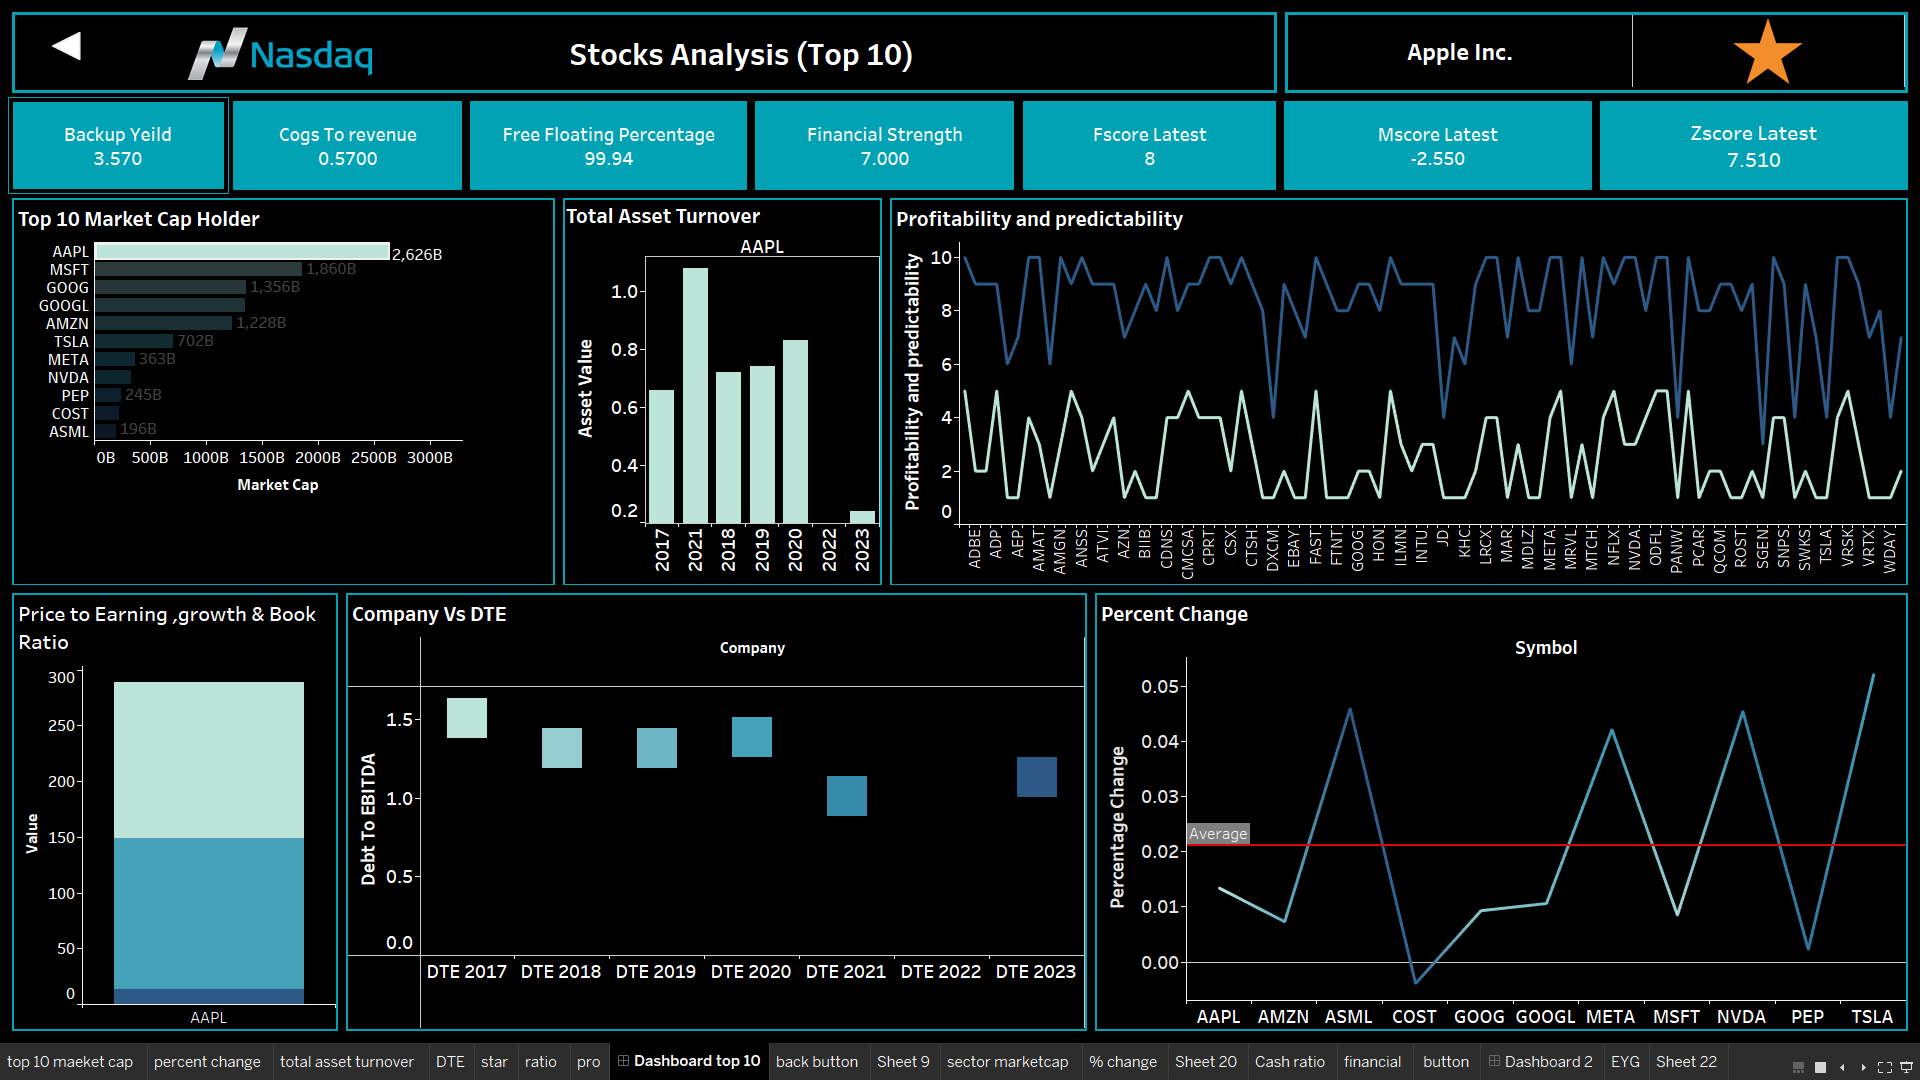 Nasdaq
Stocks Analysis (Top 10)
Apple Inc.
Backup Yeild
3.570
Cogs To revenue
0.5700
Free Floating Percentage
99.94
Financial Strength
7.000
Fscore Latest
8
Mscore Latest
-2.550
Zscore Latest
7.510
Top 10 Market Cap Holder
AAPL 2,626B
MSFT 1,860B
GOOG 1,356B
GOOGL
AMZN 1,228B
TSLA 702B
META 363B
NVDA
PEP 245B
COST
ASML 196B
0B 500B 1000B 1500B 2000B 2500B 3000B
Market Cap
Total Asset Turnover
AAPL
Asset Value
1.0
0.8
0.6
0.4
0.2
2017 2021 2018 2019 2020 2022 2023
Profitability and predictability
Profitability and predictability
10
8
6
4
2
0
ADBE ADP AEP AMAT AMGN ANSS ATVI AZN BIIB CDNS CMCSA CPRT CSX CTSH DXCM EBAY FAST FTNT GOOG HON ILMN INTU JD KHC LRCX MAR MDLZ META MRVL MTCH NFLX NVDA ODFL PANW PCAR QCOM ROST SGEN SNPS SWKS TSLA VRSK VRTX WDAY
Price to Earning ,growth & Book
Ratio
Value
300
250
200
150
100
50
0
AAPL
Company Vs DTE
Company
Debt To EBITDA
1.5
1.0
0.5
0.0
DTE 2017 DTE 2018 DTE 2019 DTE 2020 DTE 2021 DTE 2022 DTE 2023
Percent Change
Symbol
Percentage Change
0.05
0.04
0.03
Average
0.02
0.01
0.00
AAPL AMZN ASML COST GOOG GOOGL META MSFT NVDA PEP TSLA
top 10 maeket cap percent change total asset turnover DTE star ratio pro Dashboard top 10 back button Sheet 9 sector marketcap % change Sheet 20 Cash ratio financial button Dashboard 2 EYG Sheet 22